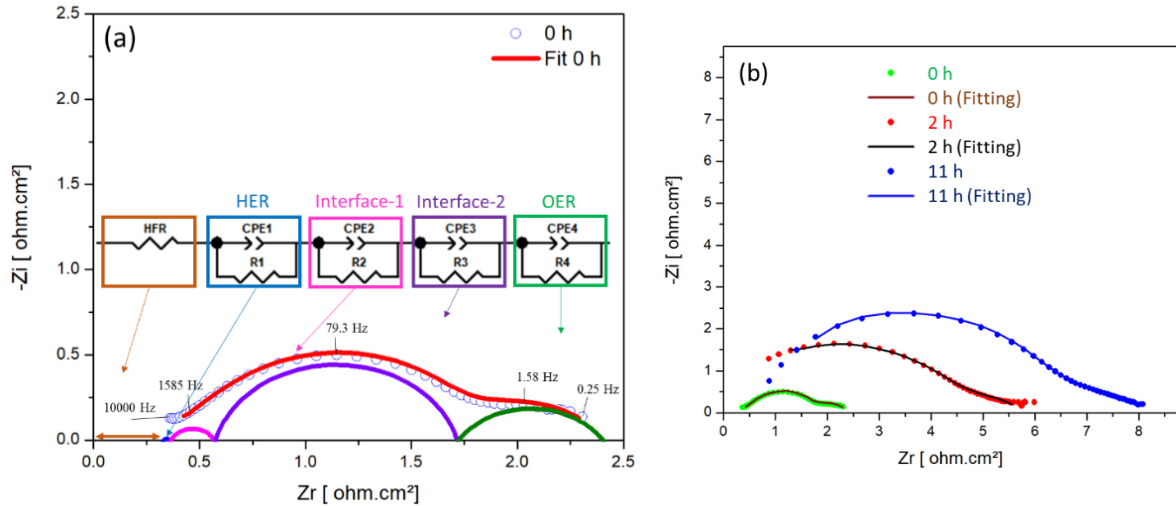 (a)
0 h
Fit 0 h
-Zi [ ohm.cm²]
2.5
2.0
1.5
1.0
0.5
0.0
HER
Interface-1
Interface-2
OER
HFR
CPE1
CPE2
CPE3
CPE4
R1
R2
R3
R4
79.3 Hz
1585 Hz
10000 Hz
1.58 Hz
0.25 Hz
0.0 0.5 1.0 1.5 2.0 2.5
Zr [ ohm.cm²]
(b)
0 h
0 h (Fitting)
2 h
2 h (Fitting)
11 h
11 h (Fitting)
-Zi [ ohm.cm²]
8
7
6
5
4
3
2
1
0
0 1 2 3 4 5 6 7 8
Zr [ ohm.cm²]